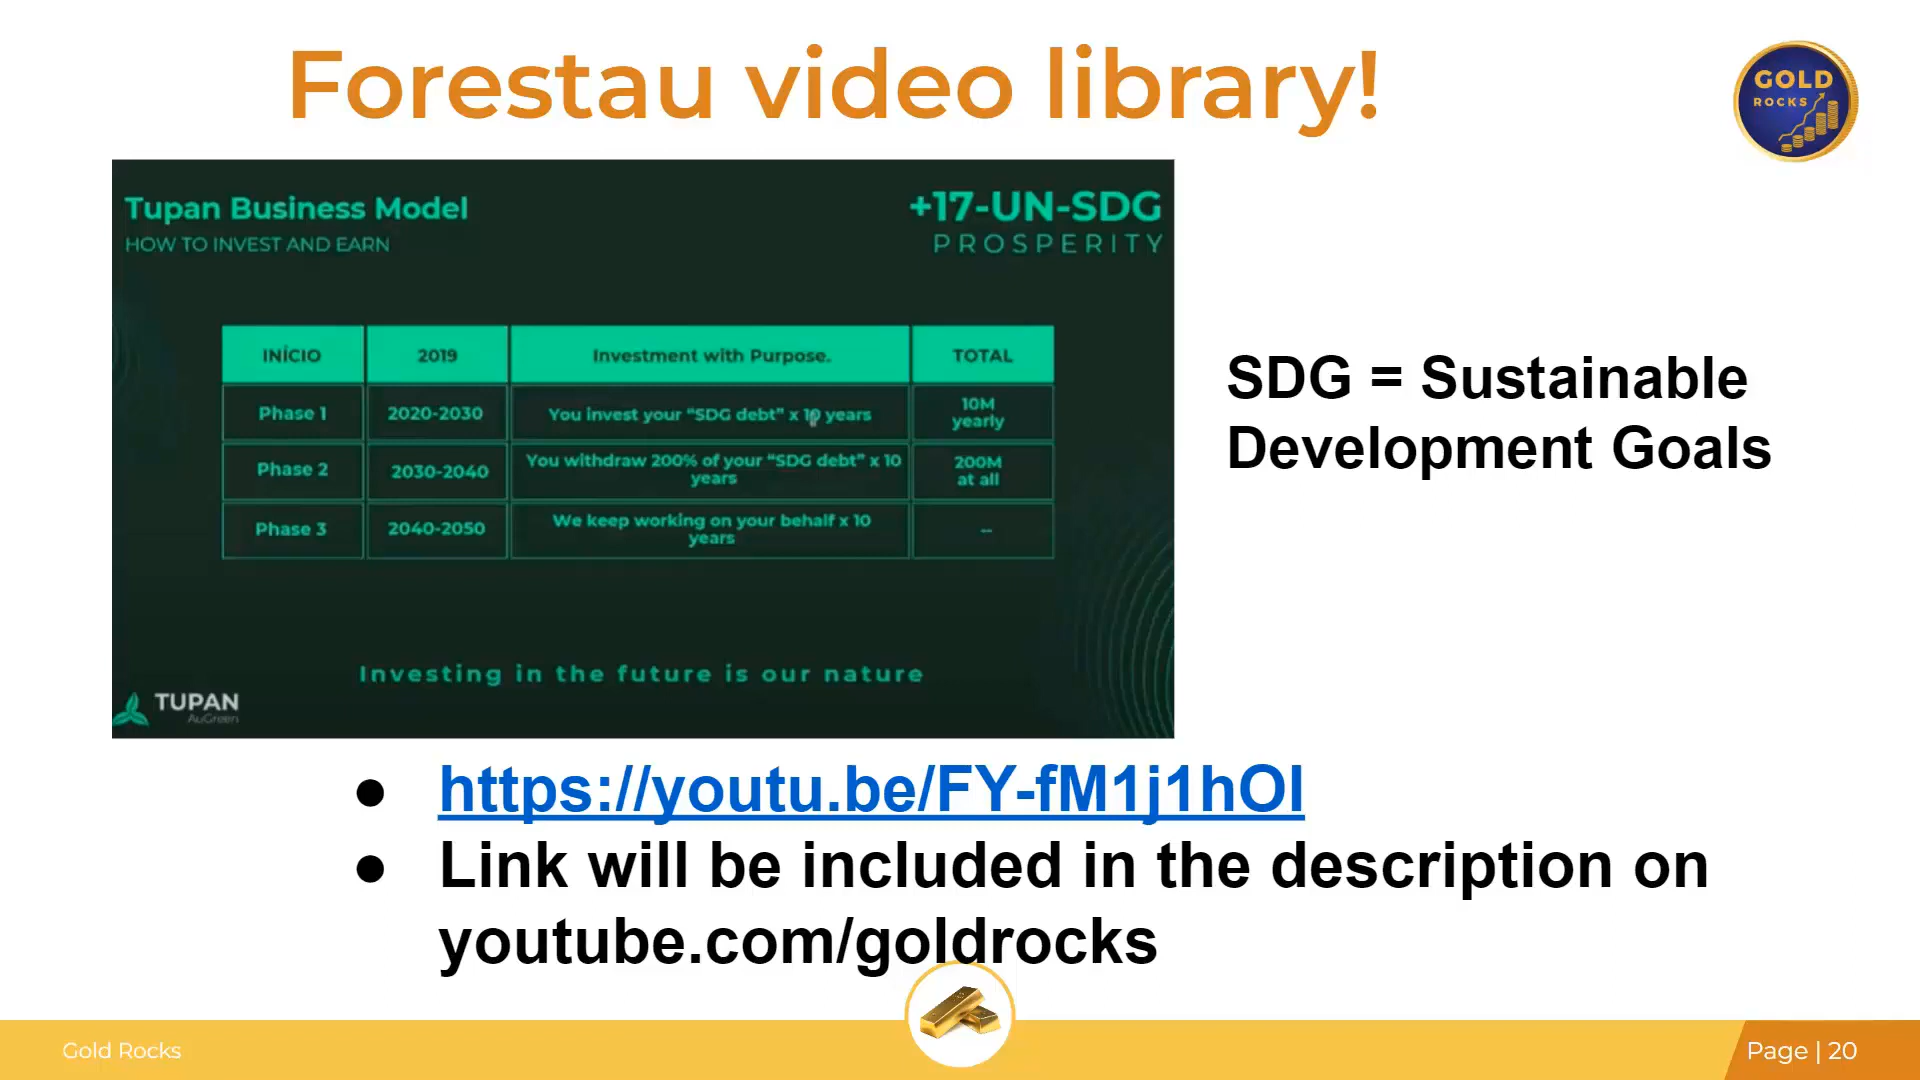 Forestau video library!
GOLD
ROCKS
Tupan Business Model
HOW TO INVEST AND EARN
+17-UN-SDG
PROSPERITY
INÍCIO 2019 Investment with Purpose. TOTAL
Phase 1 2020-2030 You invest your “SDG debt” x 10 years 10M yearly
Phase 2 2030-2040 You withdraw 200% of your “SDG debt” x 10 years 200M at all
Phase 3 2040-2050 We keep working on your behalf x 10 years --
Investing in the future is our nature
TUPAN
AuGreen
SDG = Sustainable
Development Goals
● https://youtu.be/FY-fM1j1hOI
● Link will be included in the description on
youtube.com/goldrocks
Gold Rocks
Page | 20